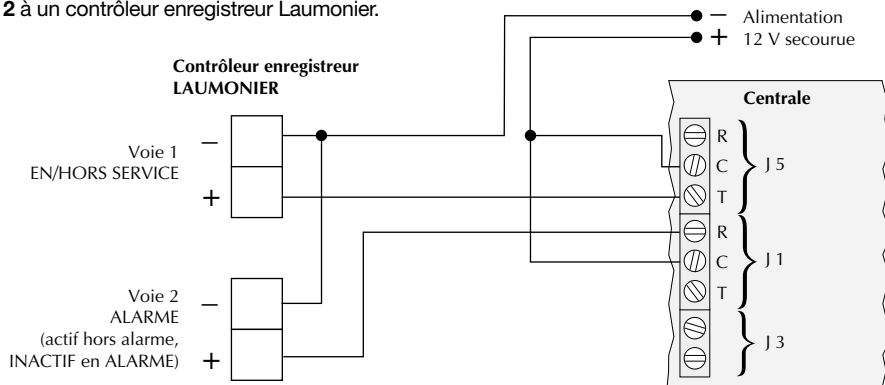 2 à un contrôleur enregistreur Laumonier.
− Alimentation
+ 12 V secourue
Contrôleur enregistreur
LAUMONIER
Centrale
Voie 1
EN/HORS SERVICE
−
+
R
C
T
J 5
R
C
T
J 1
J 3
Voie 2
ALARME
(actif hors alarme,
INACTIF en ALARME)
−
+